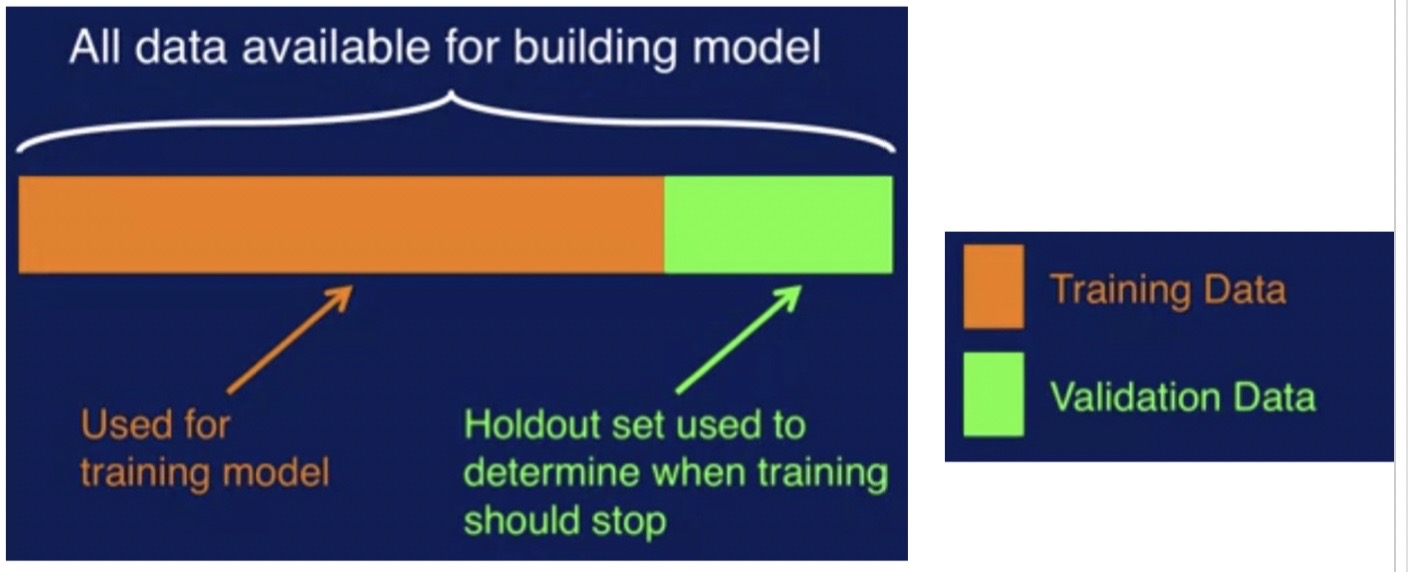 All data available for building model
Used for
training model
Holdout set used to
determine when training
should stop
Training Data
Validation Data